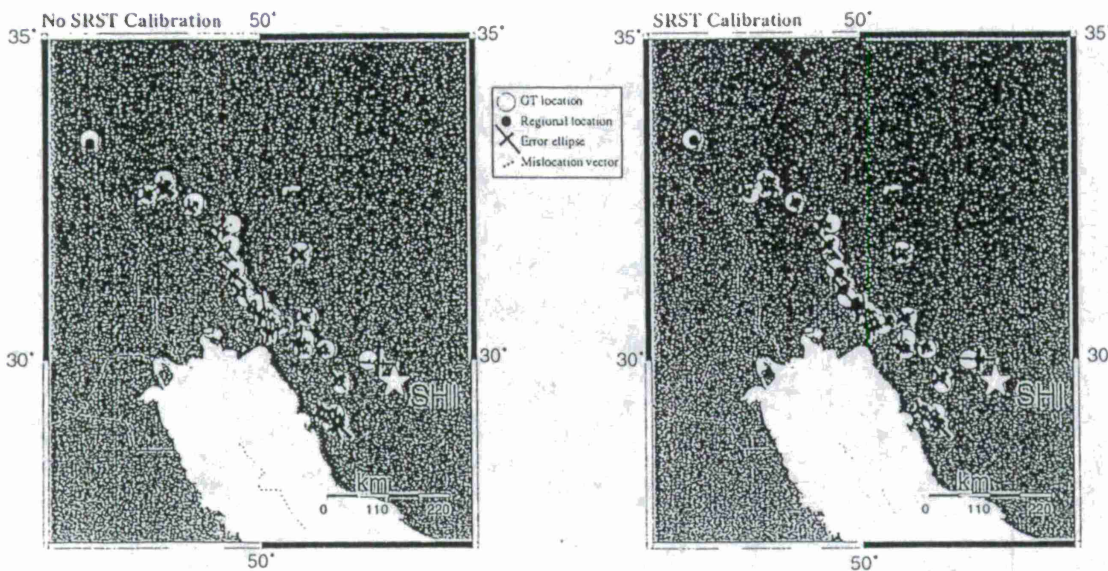 No SRST Calibration
50°
35°
35°
30°
30°
SHI
km
0 110 220
50°
GT location
Regional location
Error ellipse
Mislocation vector
SRST Calibration
50°
35°
35°
30°
30°
SHI
km
0 110 220
50°